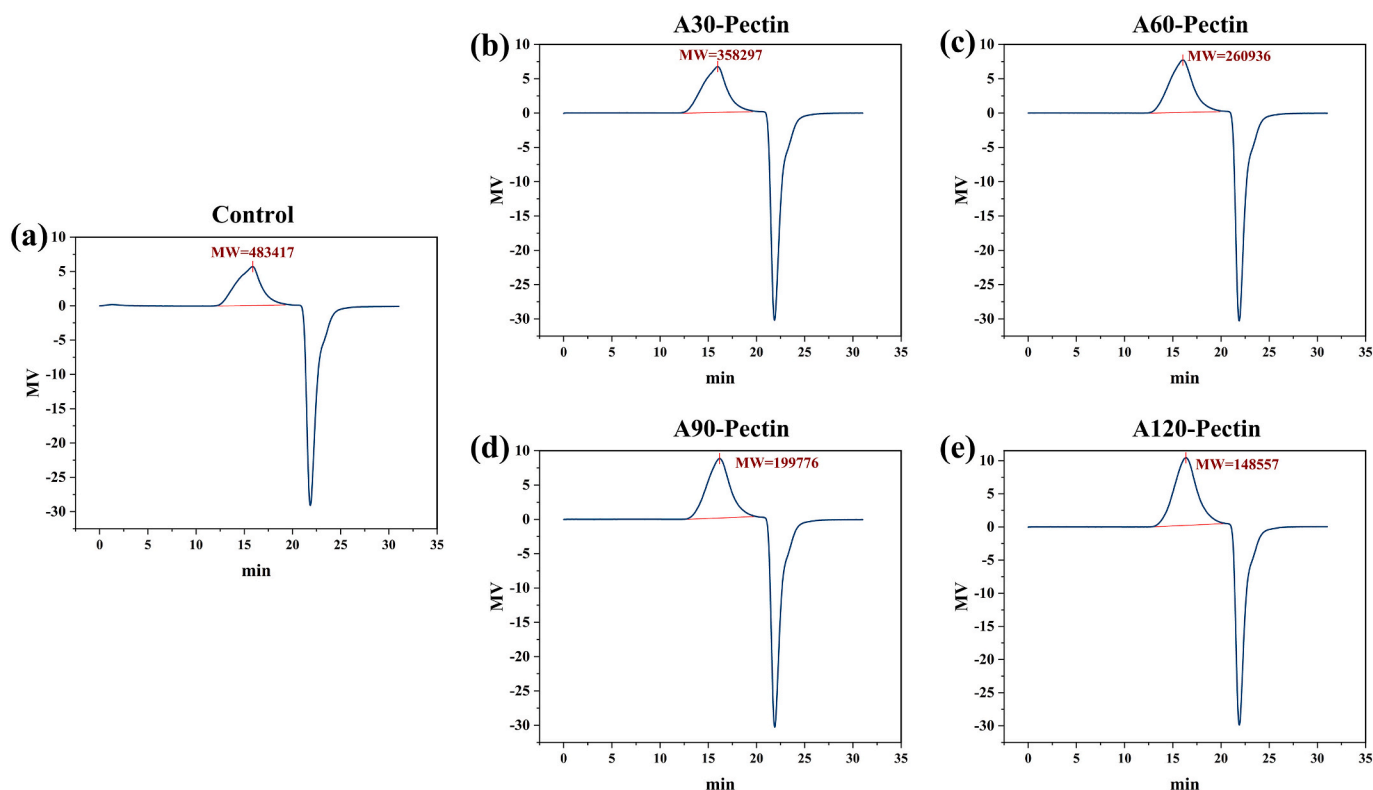 (a)
Control
MW=483417
10
5
0
-5
-10
-15
-20
-25
-30
MV
0 5 10 15 20 25 30 35
min
(b)
A30-Pectin
MW=358297
10
5
0
-5
-10
-15
-20
-25
-30
MV
0 5 10 15 20 25 30 35
min
(c)
A60-Pectin
MW=260936
10
5
0
-5
-10
-15
-20
-25
-30
MV
0 5 10 15 20 25 30 35
min
(d)
A90-Pectin
MW=199776
10
5
0
-5
-10
-15
-20
-25
-30
MV
0 5 10 15 20 25 30 35
min
(e)
A120-Pectin
MW=148557
10
5
0
-5
-10
-15
-20
-25
-30
MV
0 5 10 15 20 25 30 35
min